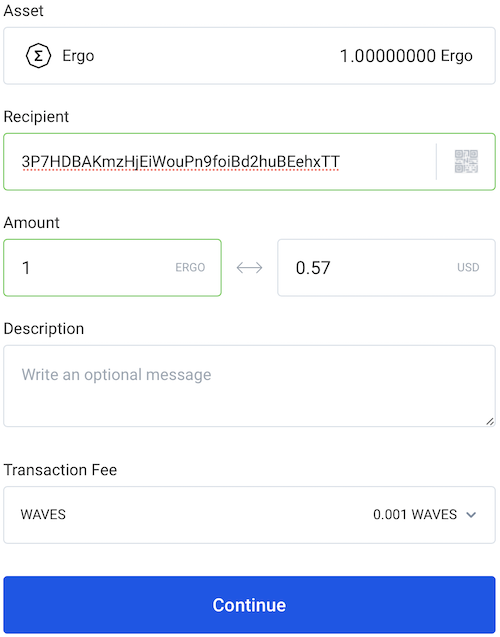 Asset
Ergo 1.00000000 Ergo
Recipient
3P7HDBAKmzHjEiWouPn9foiBd2huBEehxTT
Amount
1 ERGO 0.57 USD
Description
Write an optional message
Transaction Fee
WAVES 0.001 WAVES
Continue